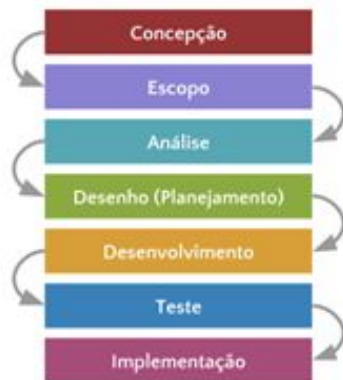 Concepção
Escopo
Análise
Desenho (Planejamento)
Desenvolvimento
Teste
Implementação